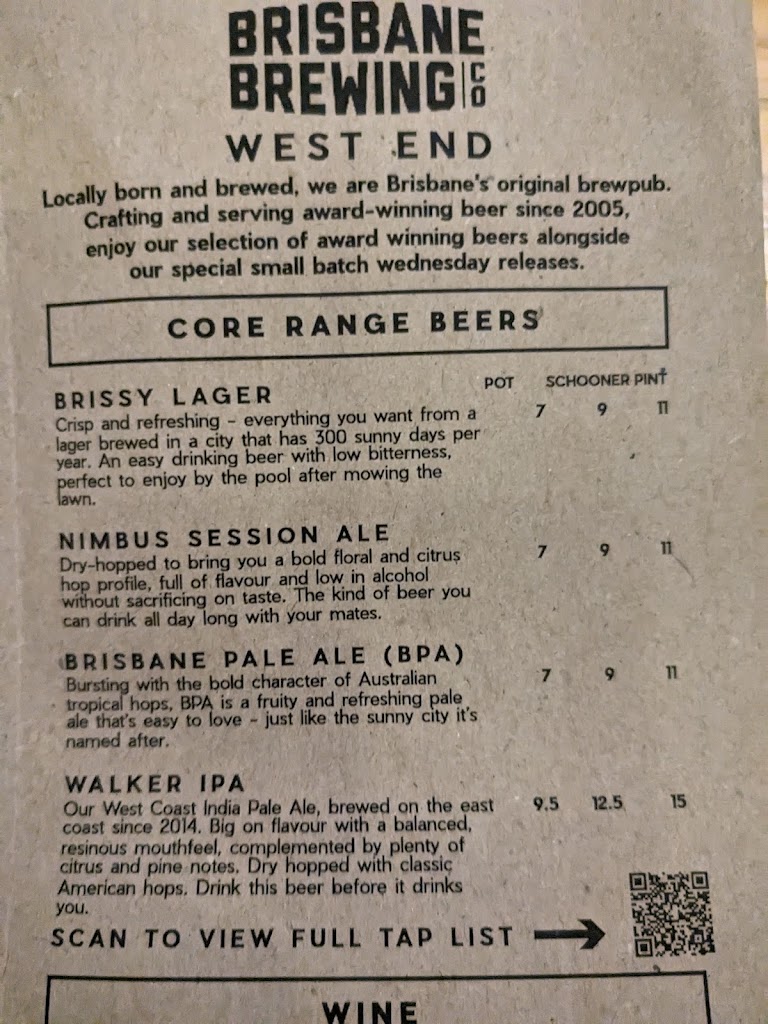 BRISBANE
BREWING CO
WEST END
Locally born and brewed, we are Brisbane's original brewpub.
Crafting and serving award-winning beer since 2005,
enjoy our selection of award winning beers alongside
our special small batch wednesday releases.
CORE RANGE BEERS
POT SCHOONER PINT
BRISSY LAGER
7 9 11
Crisp and refreshing - everything you want from a
lager brewed in a city that has 300 sunny days per
year. An easy drinking beer with low bitterness,
perfect to enjoy by the pool after mowing the
lawn.
NIMBUS SESSION ALE
7 9 11
Dry-hopped to bring you a bold floral and citrus
hop profile, full of flavour and low in alcohol
without sacrificing on taste. The kind of beer you
can drink all day long with your mates.
BRISBANE PALE ALE (BPA)
7 9 11
Bursting with the bold character of Australian
tropical hops, BPA is a fruity and refreshing pale
ale that's easy to love - just like the sunny city it's
named after.
WALKER IPA
9.5 12.5 15
Our West Coast India Pale Ale, brewed on the east
coast since 2014. Big on flavour with a balanced,
resinous mouthfeel, complemented by plenty of
citrus and pine notes. Dry hopped with classic
American hops. Drink this beer before it drinks
you.
SCAN TO VIEW FULL TAP LIST
WINE